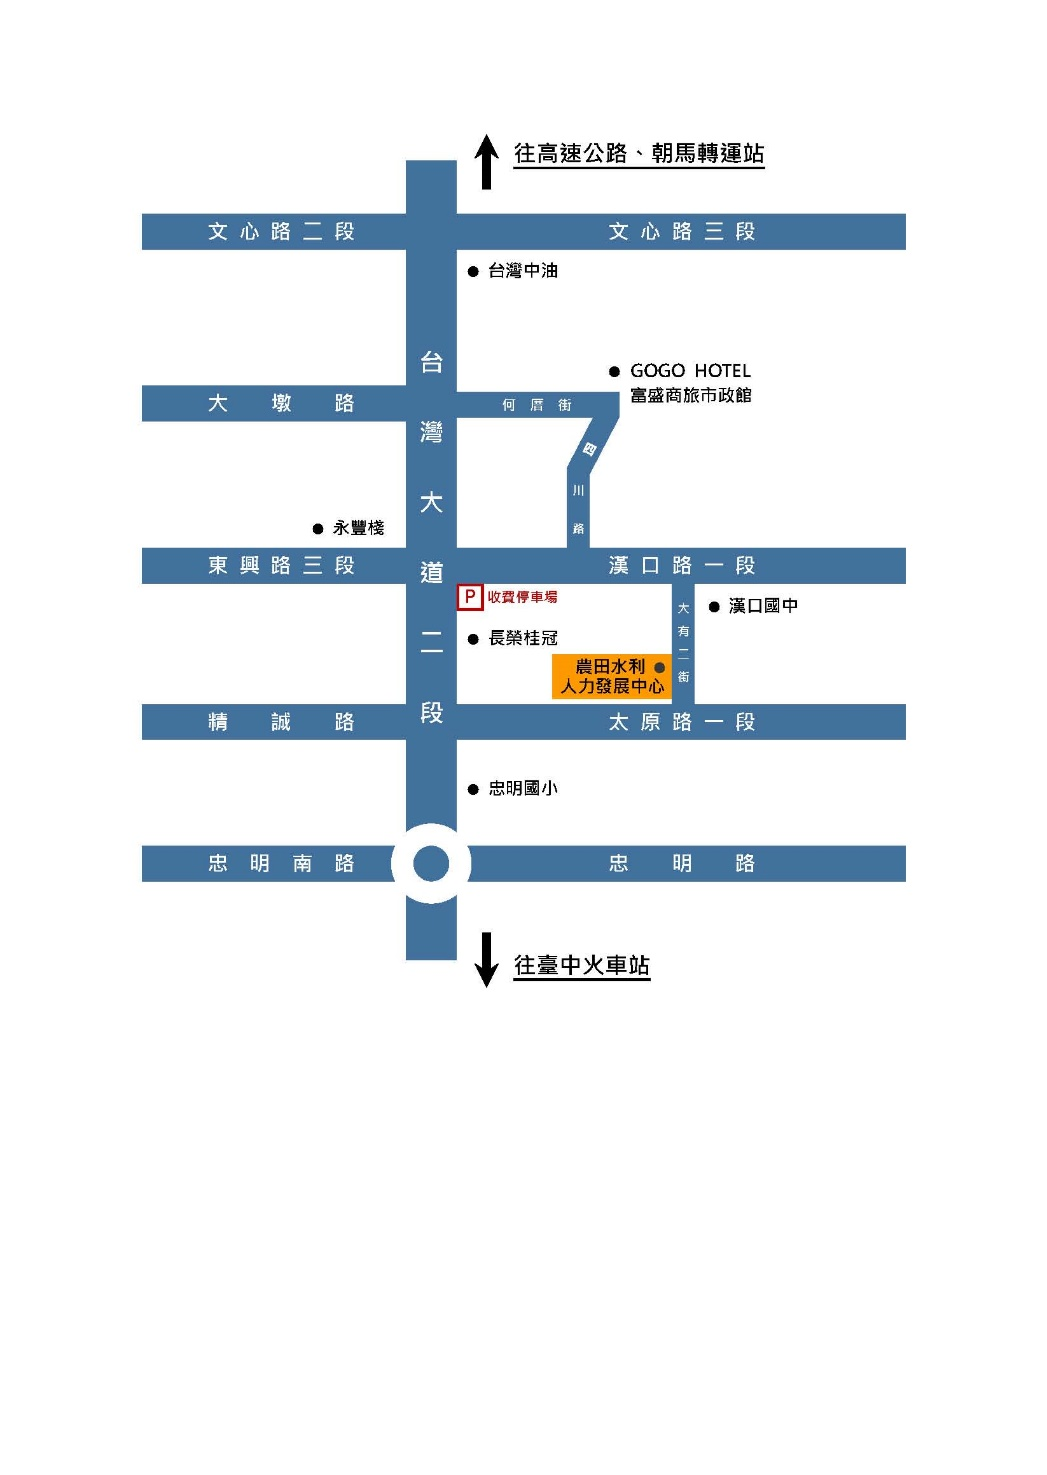 往高速公路、朝馬轉運站
文心路二段
文心路三段
台灣中油
台灣大道二段
GOGO HOTEL
富盛商旅市政館
大墩路
何厝街
四川路
永豐棧
東興路三段
漢口路一段
P 收費停車場
大有二街
漢口國中
長榮桂冠
農田水利
人力發展中心
精誠路
太原路一段
忠明國小
忠明南路
忠明路
往臺中火車站